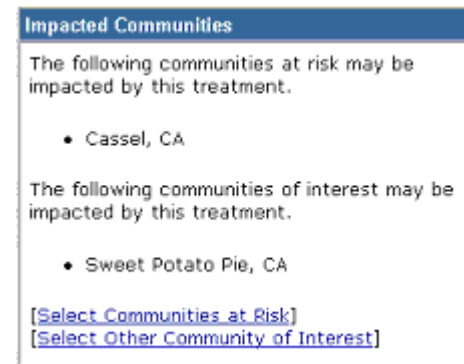 Impacted Communities
The following communities at risk may be
impacted by this treatment.
• Cassel, CA
The following communities of interest may be
impacted by this treatment.
• Sweet Potato Pie, CA
[Select Communities at Risk]
[Select Other Community of Interest]